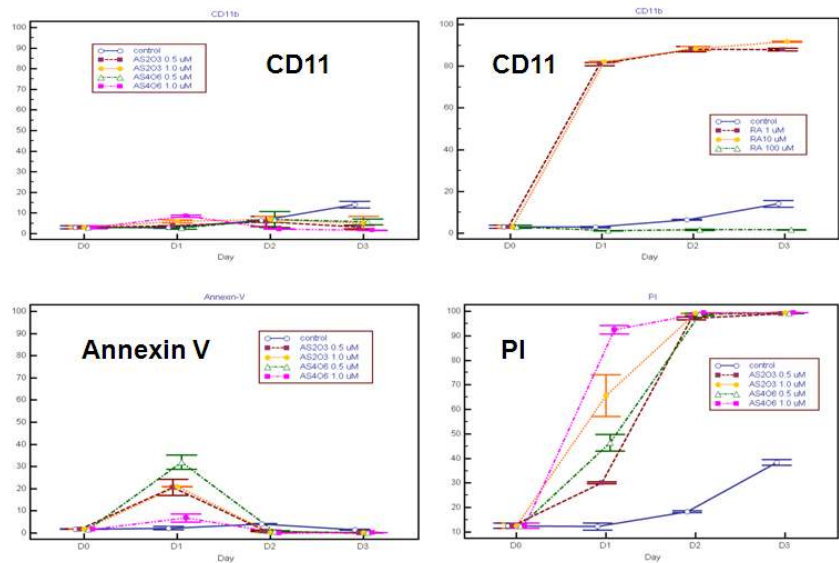 CD11b
100
90
80
70
60
50
40
30
20
10
0
control
AS2O3 0.5 uM
AS2O3 1.0 uM
AS4O6 0.5 uM
AS4O6 1.0 uM
CD11
D0 D1 D2 D3
Day
CD11b
100
80
60
40
20
0
CD11
control
RA 1 uM
RA10 uM
RA 100 uM
D0 D1 D2 D3
Day
Annexin-V
100
90
80
70
60
50
40
30
20
10
0
Annexin V
control
AS2O3 0.5 uM
AS2O3 1.0 uM
AS4O6 0.5 uM
AS4O6 1.0 uM
D0 D1 D2 D3
Day
PI
100
90
80
70
60
50
40
30
20
10
PI
control
AS2O3 0.5 uM
AS2O3 1.0 uM
AS4O6 0.5 uM
AS4O6 1.0 uM
D0 D1 D2 D3
Day